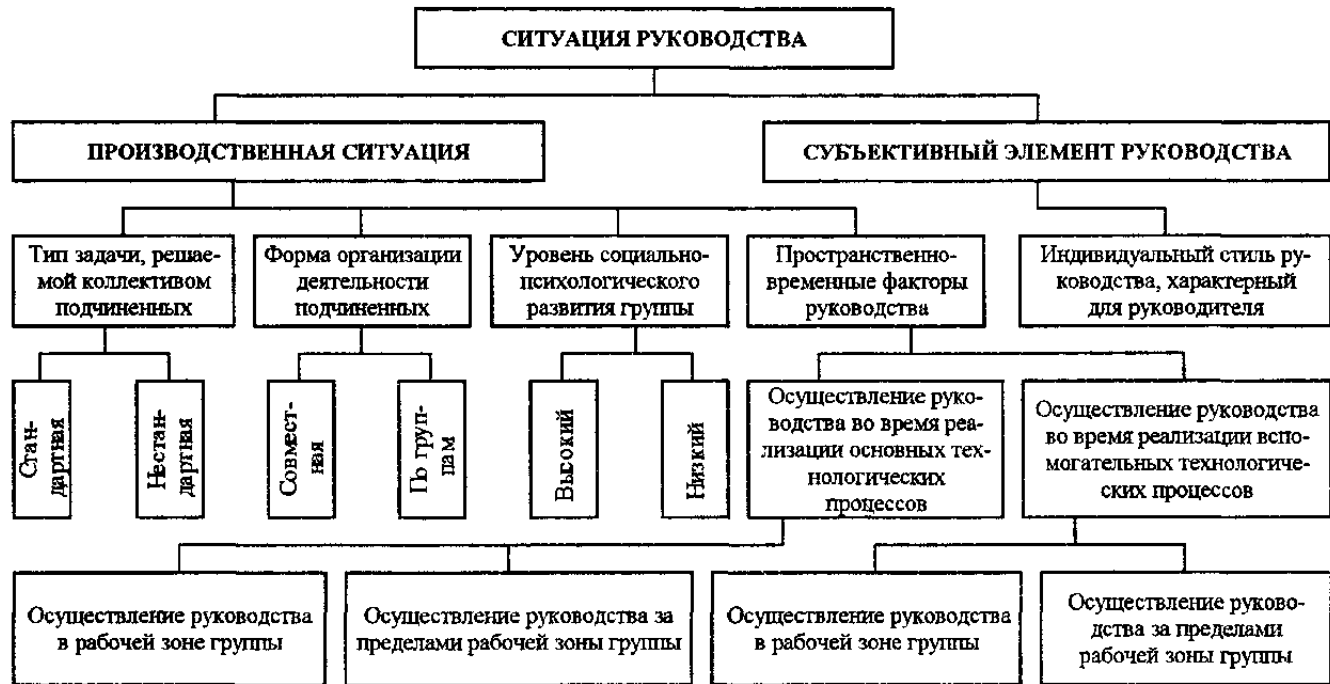 СИТУАЦИЯ РУКОВОДСТВА
ПРОИЗВОДСТВЕННАЯ СИТУАЦИЯ
СУБЪЕКТИВНЫЙ ЭЛЕМЕНТ РУКОВОДСТВА
Тип задачи, решае-
мой коллективом
подчиненных
Форма организации
деятельности
подчиненных
Уровень социально-
психологического
развития группы
Пространственно-
временные факторы
руководства
Индивидуальный стиль ру-
ководства, характерный
для руководителя
Стан-
дартная
Нестан-
дартная
Совмест-
ная
По груп-
пам
Высокий
Низкий
Осуществление руко-
водства во время реа-
лизации основных тех-
нологических
процессов
Осуществление руководства
во время реализации вспо-
могательных технологиче-
ских процессов
Осуществление руководства
в рабочей зоне группы
Осуществление руководства за
пределами рабочей зоны группы
Осуществление руководства
в рабочей зоне группы
Осуществление руково-
дства за пределами
рабочей зоны группы